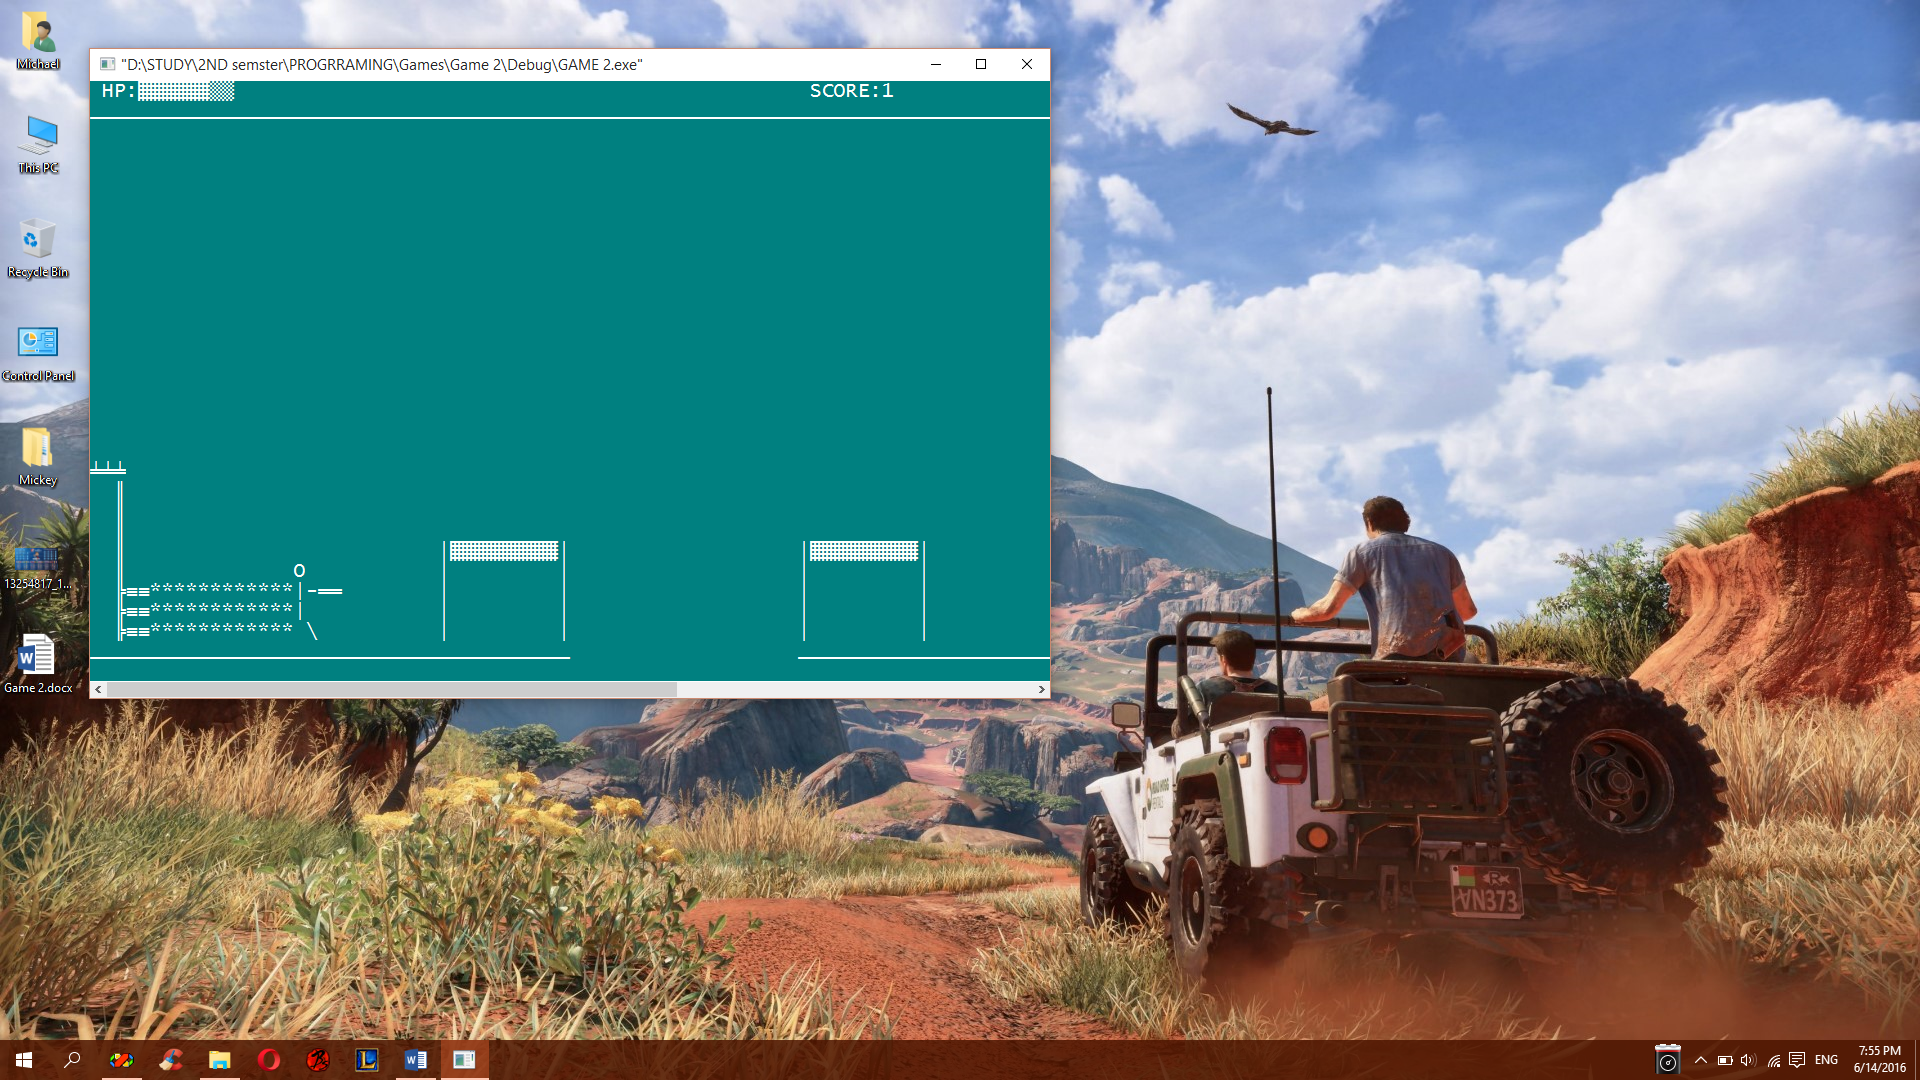 Michael
This PC
Recycle Bin
Control Panel
Mickey
13254817_1...
Game 2.docx
"D:\STUDY\2ND semster\PROGRRAMING\Games\Game 2\Debug\GAME 2.exe"
HP:
SCORE:1
O
************|-
************|
************ \
ᴙ
VN373
ENG
7:55 PM
6/14/2016